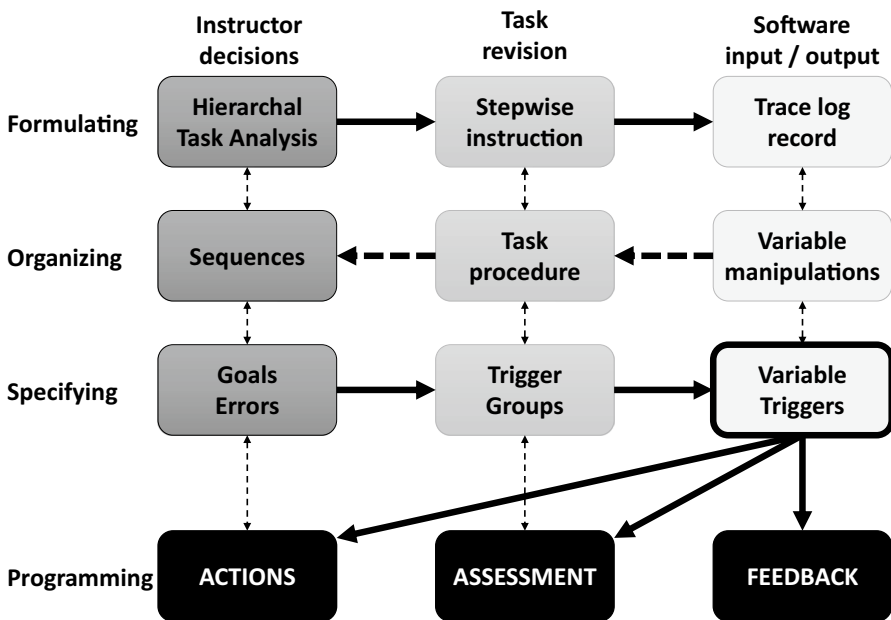 Instructor
decisions
Task
revision
Software
input / output
Formulating
Hierarchal
Task Analysis
Stepwise
instruction
Trace log
record
Organizing
Sequences
Task
procedure
Variable
manipulations
Specifying
Goals
Errors
Trigger
Groups
Variable
Triggers
Programming
ACTIONS
ASSESSMENT
FEEDBACK